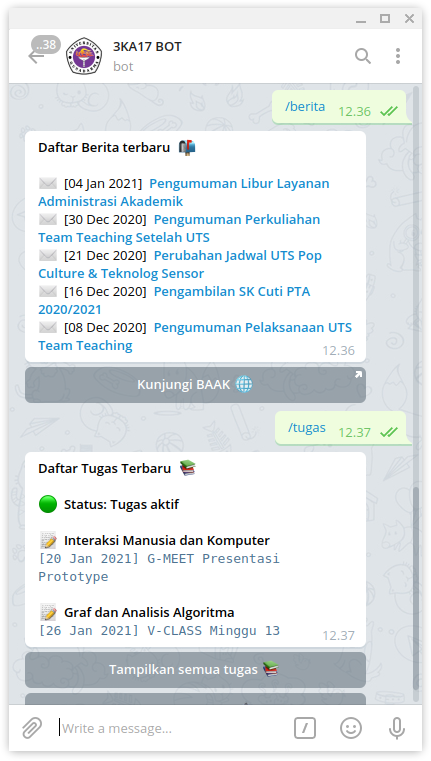 ..38
3KA17 BOT
bot
/berita 12.36
Daftar Berita terbaru
[04 Jan 2021] Pengumuman Libur Layanan
Administrasi Akademik
[30 Dec 2020] Pengumuman Perkuliahan
Team Teaching Setelah UTS
[21 Dec 2020] Perubahan Jadwal UTS Pop
Culture & Teknolog Sensor
[16 Dec 2020] Pengambilan SK Cuti PTA
2020/2021
[08 Dec 2020] Pengumuman Pelaksanaan UTS
Team Teaching
12.36
Kunjungi BAAK
/tugas 12.37
Daftar Tugas Terbaru
Status: Tugas aktif
Interaksi Manusia dan Komputer
[20 Jan 2021] G-MEET Presentasi
Prototype
Graf dan Analisis Algoritma
[26 Jan 2021] V-CLASS Minggu 13
12.37
Tampilkan semua tugas
Write a message...